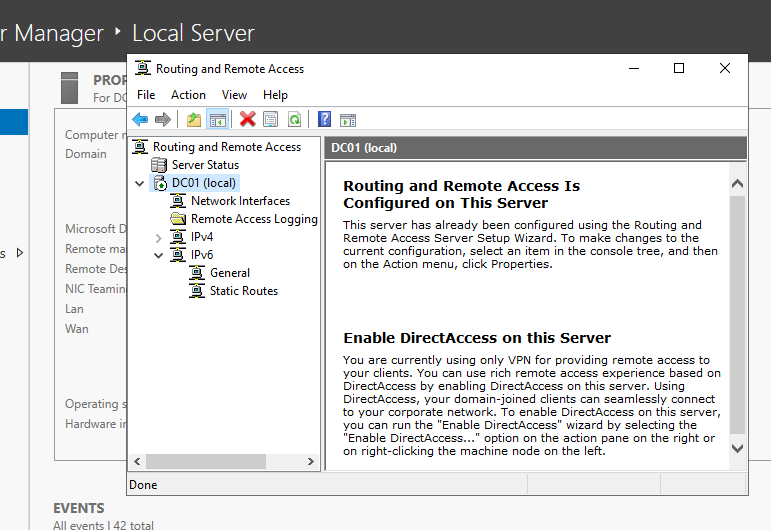 r Manager ‣ Local Server
PROP
For DC
Computer n
Domain
Microsoft D
Remote ma
Remote Des
NIC Teaming
Lan
Wan
Operating s
Hardware in
s
EVENTS
All events | 42 total
Routing and Remote Access
File Action View Help
Routing and Remote Access
Server Status
DC01 (local)
Network Interfaces
Remote Access Logging
IPv4
IPv6
General
Static Routes
DC01 (local)
Routing and Remote Access Is
Configured on This Server
This server has already been configured using the Routing and
Remote Access Server Setup Wizard. To make changes to the
current configuration, select an item in the console tree, and then
on the Action menu, click Properties.
Enable DirectAccess on this Server
You are currently using only VPN for providing remote access to
your clients. You can use rich remote access experience based on
DirectAccess by enabling DirectAccess on this server. Using
DirectAccess, your domain-joined clients can seamlessly connect
to your corporate network. To enable DirectAccess on this server,
you can run the "Enable DirectAccess" wizard by selecting the
"Enable DirectAccess..." option on the action pane on the right or
on right-clicking the machine node on the left.
Done